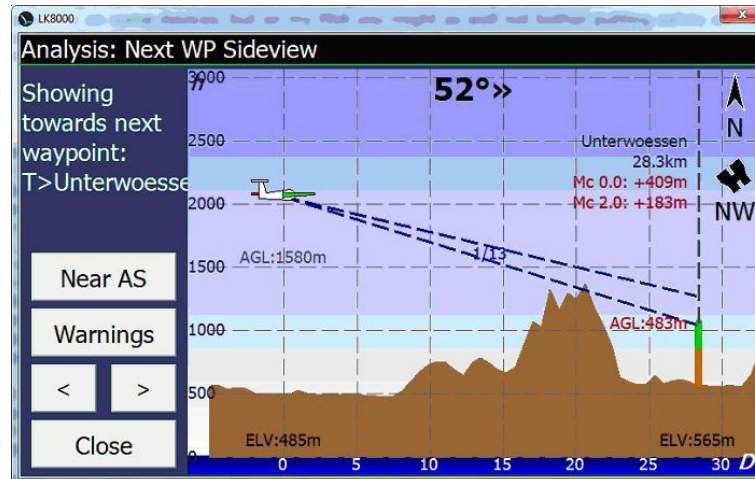 LK8000
Analysis: Next WP Sideview
Showing
towards next
waypoint:
T>Unterwoesse
Near AS
Warnings
< >
Close
3000
2500
2000
1500
1000
500
0
52°»
Unterwoessen
28.3km
Mc 0.0: +409m
Mc 2.0: +183m
N
NW
1/13
AGL:1580m
AGL:483m
ELV:485m
ELV:565m
0 5 10 15 20 25 30 D